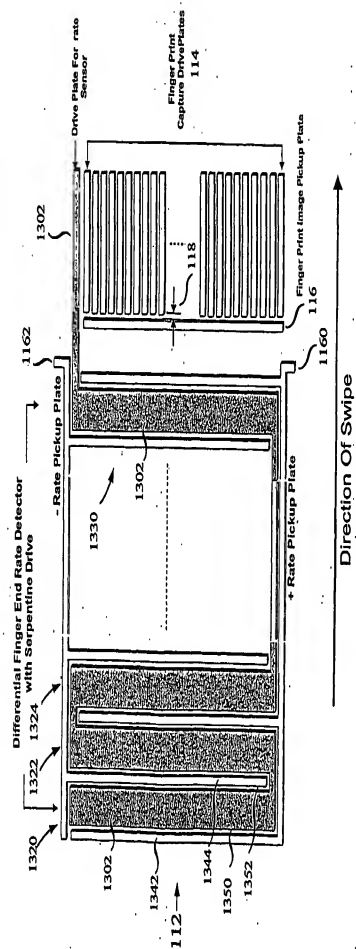 Differential Finger End Rate Detector
with Serpentine Drive
1320
1322
1324
- Rate Pickup Plate
1162
1302
Drive Plate For rate
Sensor
Finger Print
Capture DrivePlates
114
118
1330
1302
Finger Print Image Pickup Plate
116
1160
+ Rate Pickup Plate
Direction Of Swipe
112
1302
1342
1350
1344
1352